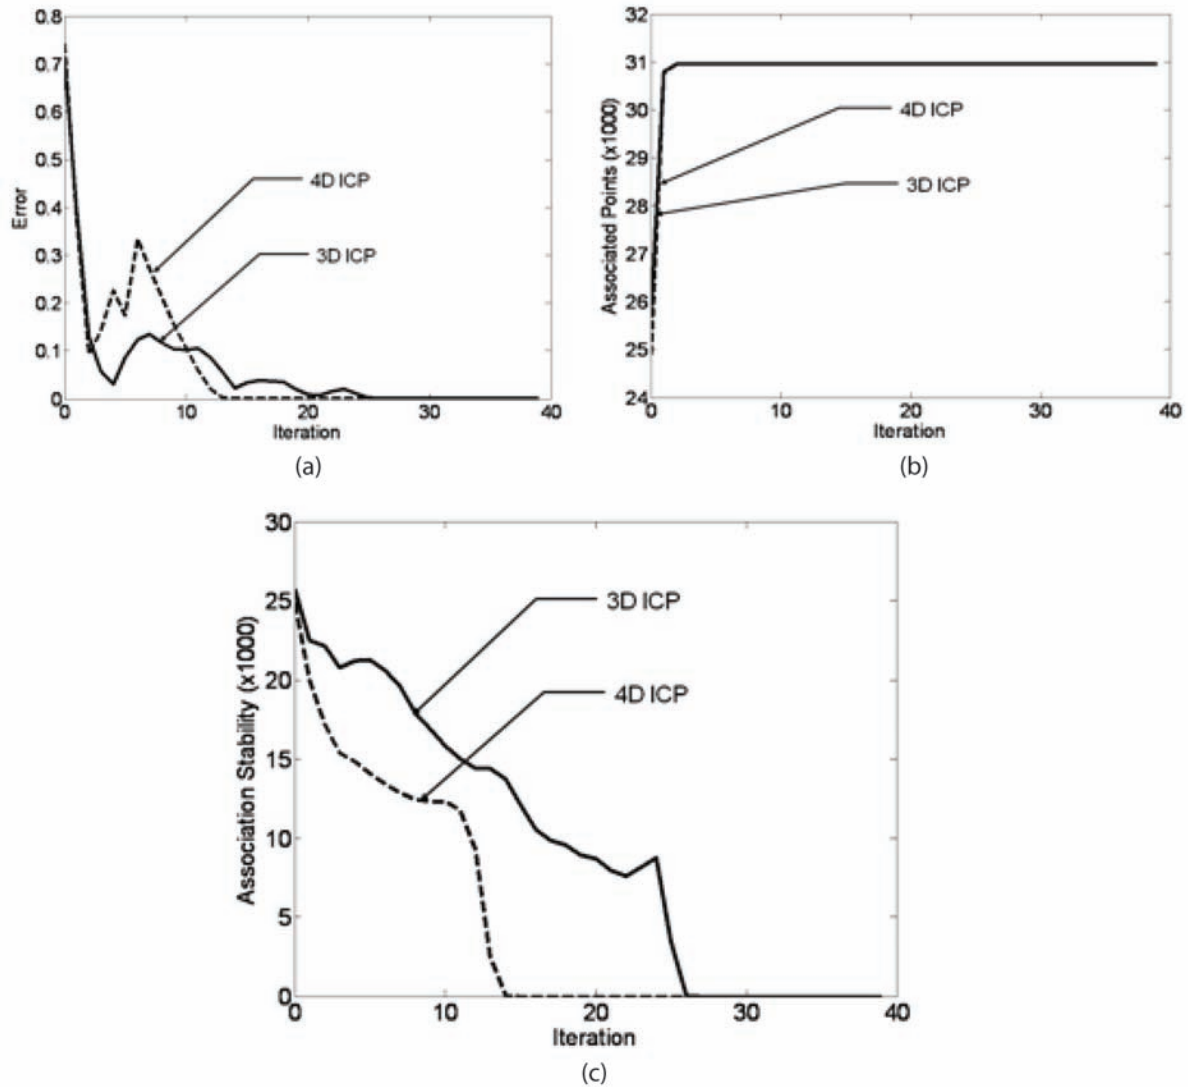 0.8
0.7
0.6
0.5
0.4
0.3
0.2
0.1
0
Error
4D ICP
3D ICP
0
10
20
30
40
Iteration
(a)
32
31
30
29
28
27
26
25
24
Associated Points (x1000)
4D ICP
3D ICP
0
10
20
30
40
Iteration
(b)
30
25
20
15
10
5
0
Association Stability (x1000)
3D ICP
4D ICP
0
10
20
30
40
Iteration
(c)